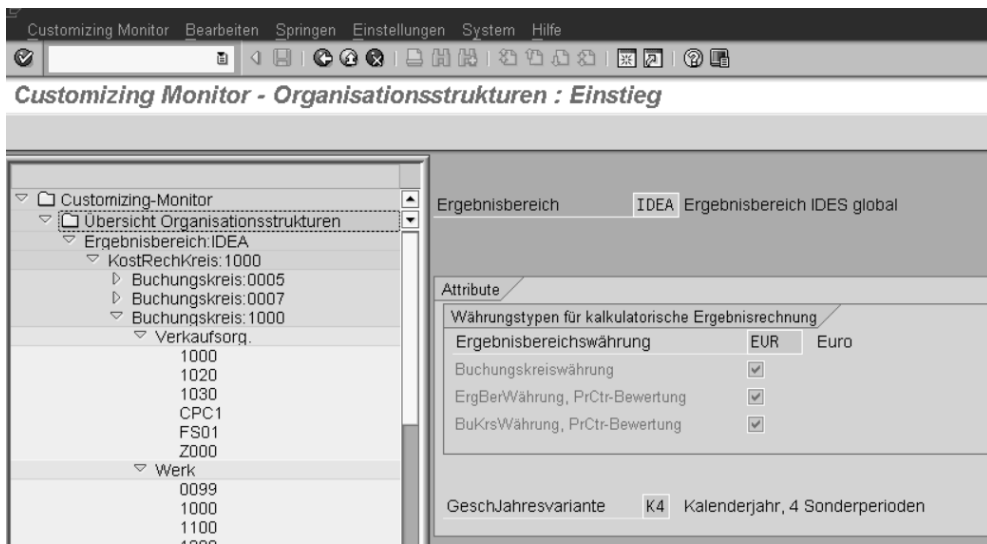 Customizing Monitor Bearbeiten Springen Einstellungen System Hilfe
Customizing Monitor - Organisationsstrukturen : Einstieg
Customizing-Monitor
Übersicht Organisationsstrukturen
Ergebnisbereich:IDEA
KostRechKreis:1000
Buchungskreis:0005
Buchungskreis:0007
Buchungskreis:1000
Verkaufsorg.
1000
1020
1030
CPC1
FS01
Z000
Werk
0099
1000
1100
Ergebnisbereich IDEA Ergebnisbereich IDES global
Attribute
Währungstypen für kalkulatorische Ergebnisrechnung
Ergebnisbereichswährung EUR Euro
Buchungskreiswährung
ErgBerWährung, PrCtr-Bewertung
BuKrsWährung, PrCtr-Bewertung
GeschJahresvariante K4 Kalenderjahr, 4 Sonderperioden